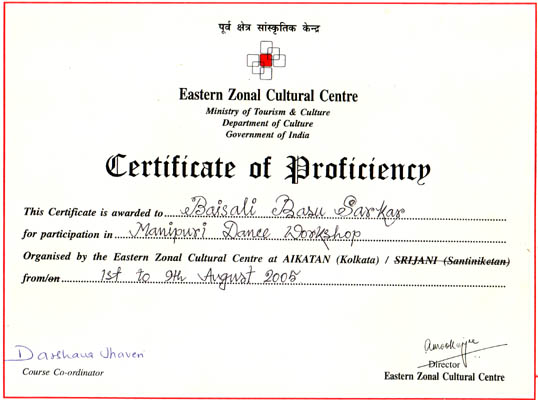 पूर्व क्षेत्र सांस्कृतिक केन्द्र
Eastern Zonal Cultural Centre
Ministry of Tourism & Culture
Department of Culture
Government of India
Certificate of Proficiency
This Certificate is awarded to Baisali Basu Sarkar
for participation in Manipuri Dance Workshop
Organised by the Eastern Zonal Cultural Centre at AIKATAN (Kolkata) / SRIJANI (Santiniketan)
from/on 1st to 9th August 2005
Darshana Jhaveri
Course Co-ordinator
Director
Eastern Zonal Cultural Centre